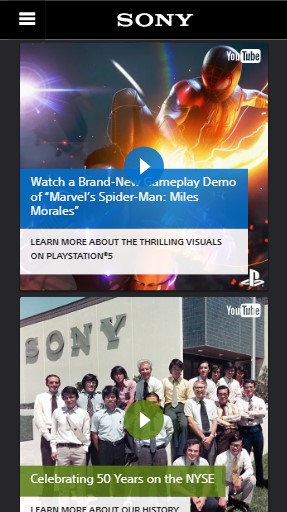 SONY
YouTube
Watch a Brand-New Gameplay Demo
of "Marvel's Spider-Man: Miles
Morales"
LEARN MORE ABOUT THE THRILLING VISUALS
ON PLAYSTATION®5
YouTube
SONY
Celebrating 50 Years on the NYSE
LEARN MORE ABOUT OUR HISTORY